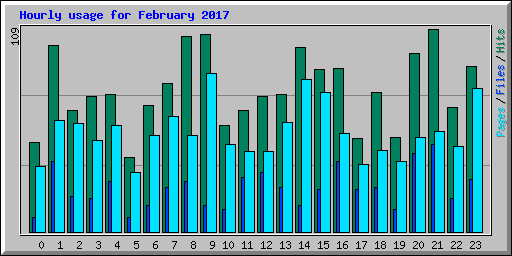 Hourly usage for February 2017
109
Pages / Files / Hits
0 1 2 3 4 5 6 7 8 9 10 11 12 13 14 15 16 17 18 19 20 21 22 23